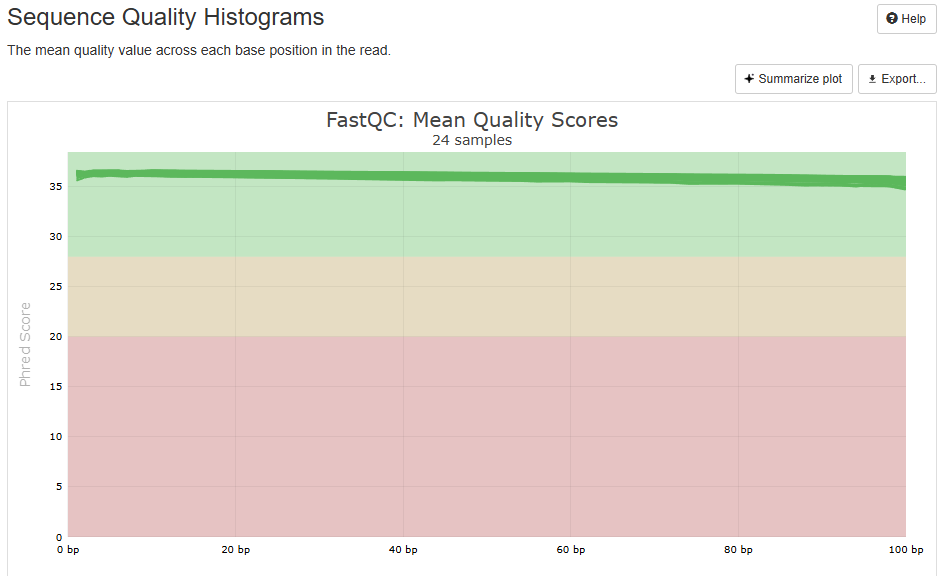 Sequence Quality Histograms
Help
The mean quality value across each base position in the read.
Summarize plot
Export...
FastQC: Mean Quality Scores
24 samples
Phred Score
35
30
25
20
15
10
5
0
0 bp
20 bp
40 bp
60 bp
80 bp
100 bp